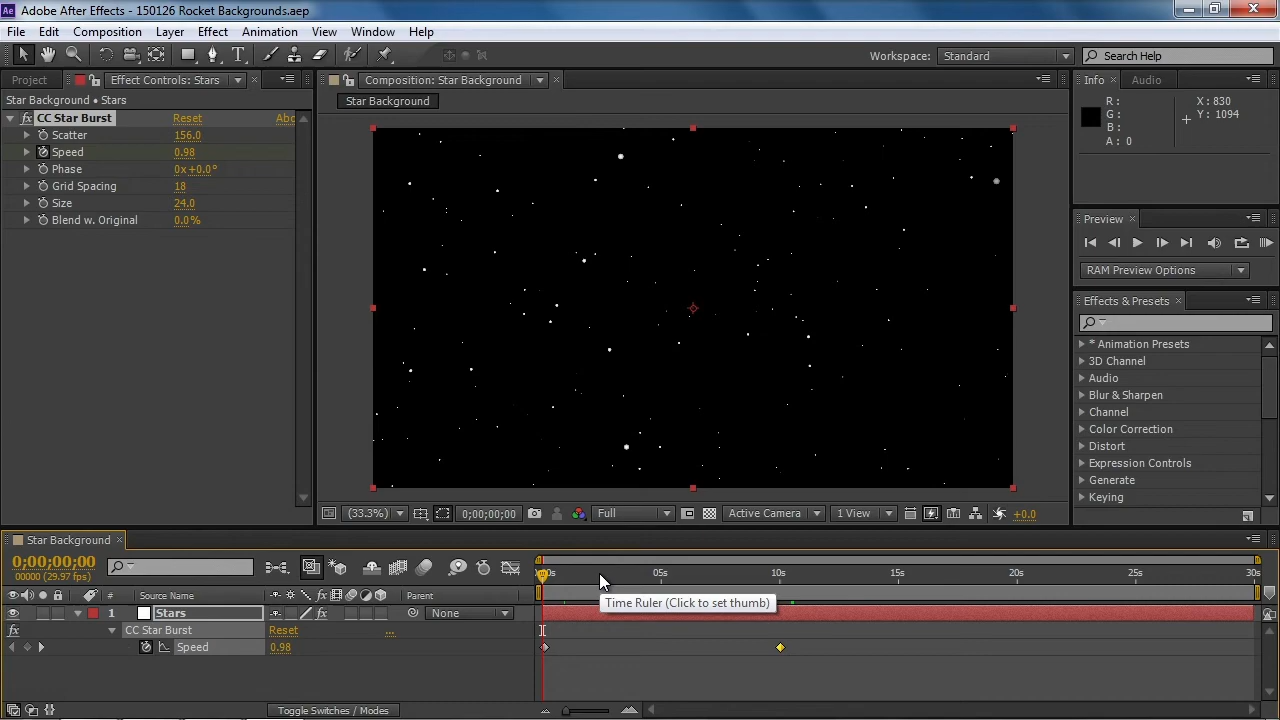 Ae Adobe After Effects - 150126 Rocket Backgrounds.aep
File Edit Composition Layer Effect Animation View Window Help
Workspace: Standard Search Help
Project Effect Controls: Stars
Composition: Star Background
Info Audio
Star Background • Stars
Star Background
fx CC Star Burst Reset Abo
Scatter 156.0
Speed 0.98
Phase 0x+0.0°
Grid Spacing 18
Size 24.0
Blend w. Original 0.0%
R :
G :
B :
A : 0
X : 830
Y : 1094
Preview
RAM Preview Options
Effects & Presets
* Animation Presets
3D Channel
Audio
Blur & Sharpen
Channel
Color Correction
Distort
Expression Controls
Generate
Keying
(33.3%) 0;00;00;00 Full Active Camera 1 View +0.0
Star Background
0;00;00;00
00000 (29.97 fps)
00s 05s 10s 15s 20s 25s 30s
# Source Name Parent
1 Stars None
Time Ruler (Click to set thumb)
fx CC Star Burst Reset ...
Speed 0.98
Toggle Switches / Modes